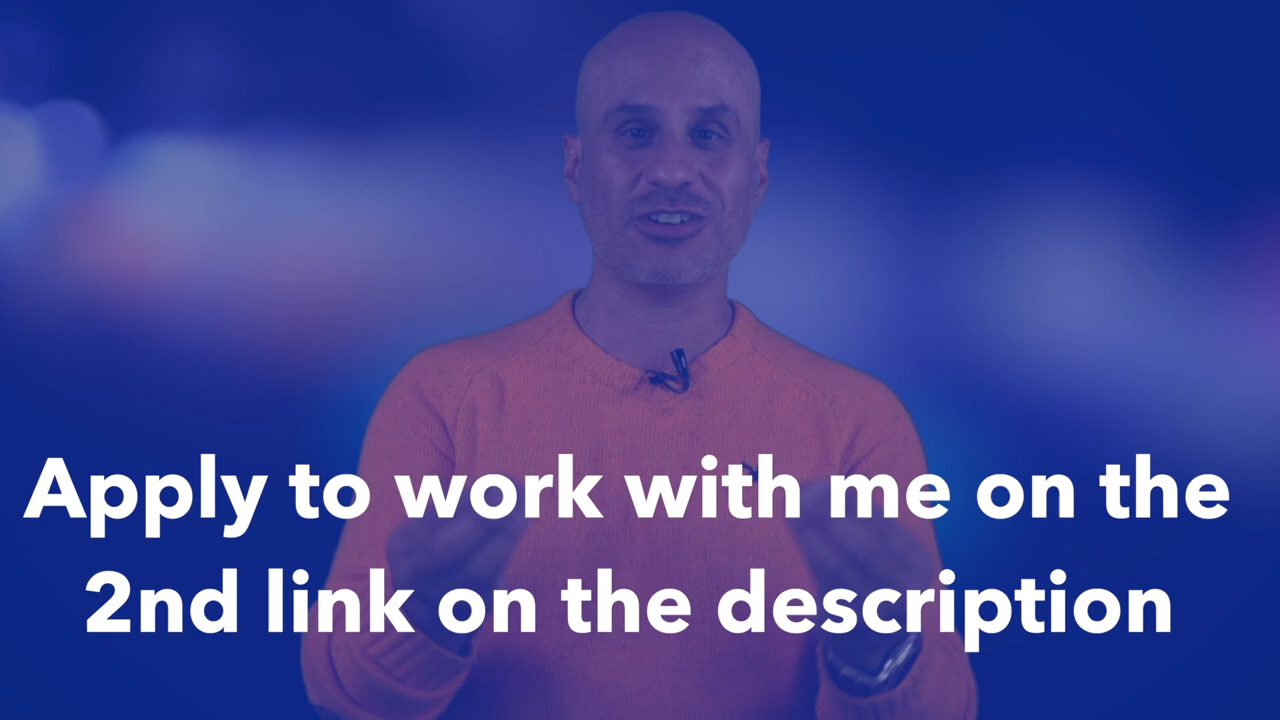 Apply to work with me on the
2nd link on the description